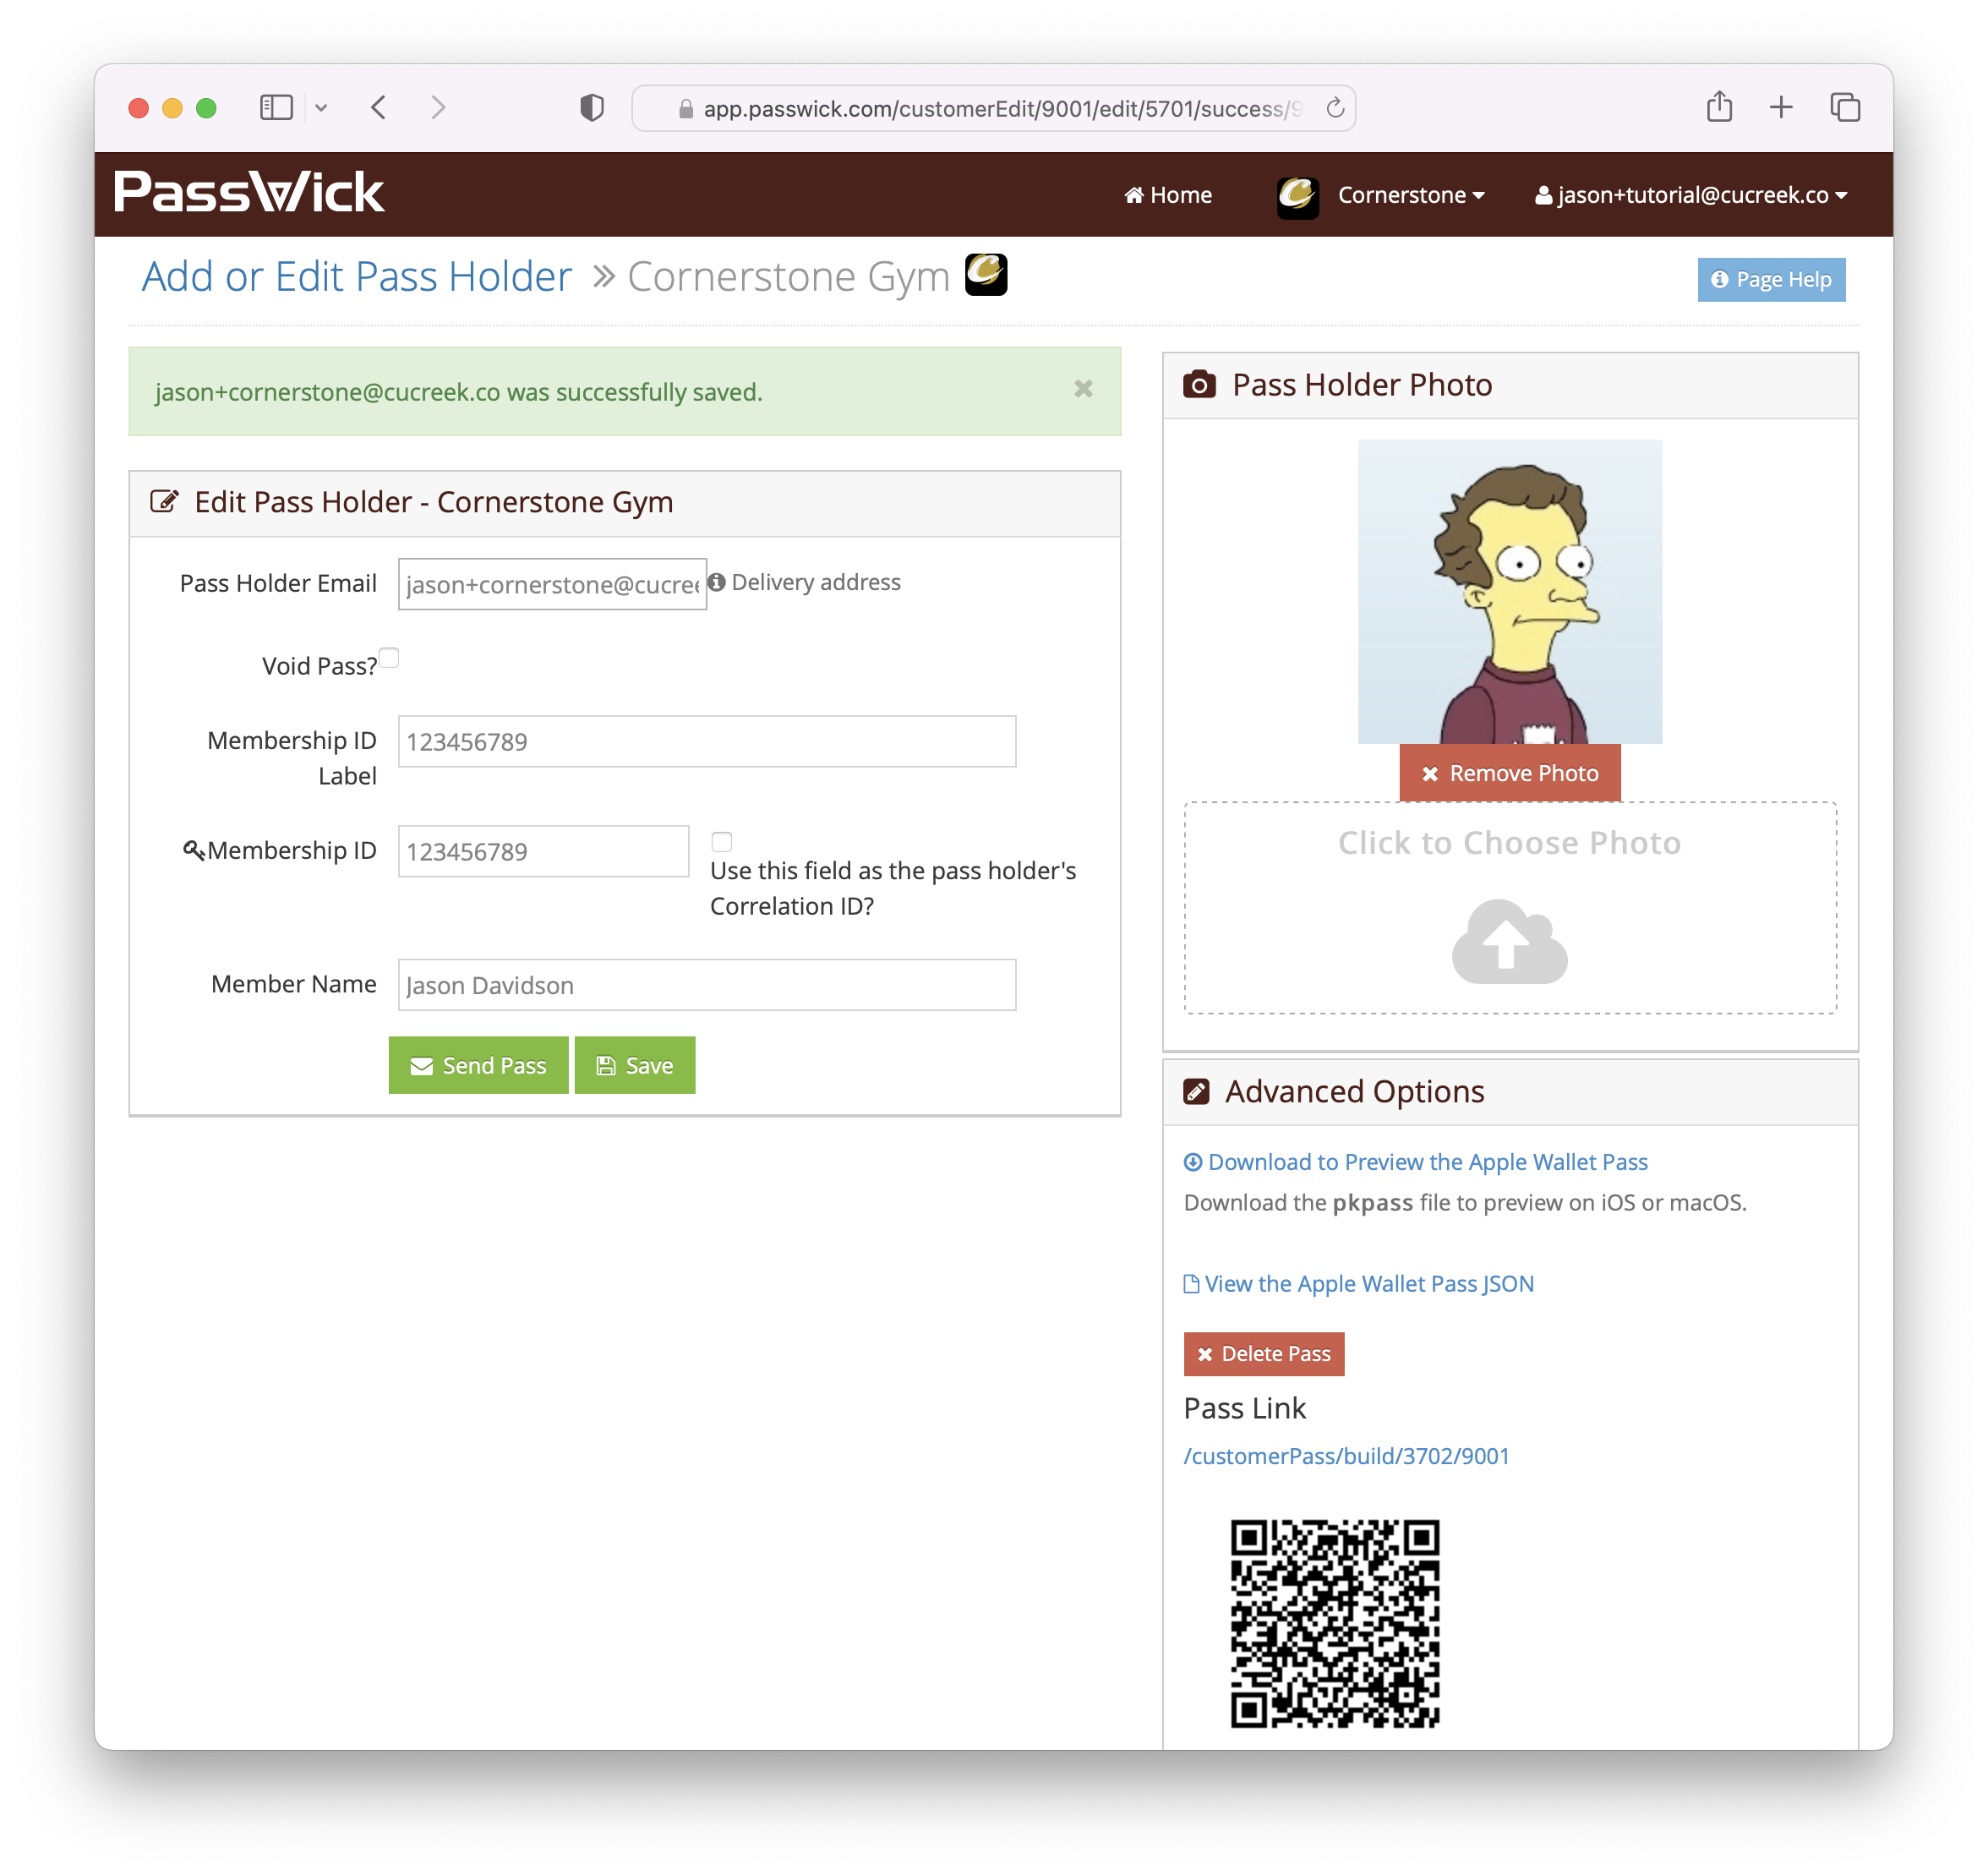 app.passwick.com/customerEdit/9001/edit/5701/success/9
PassWick
Home
Cornerstone
jason+tutorial@cucreek.co
Add or Edit Pass Holder » Cornerstone Gym
Page Help
jason+cornerstone@cucreek.co was successfully saved.
Edit Pass Holder - Cornerstone Gym
Pass Holder Email
jason+cornerstone@cucree
Delivery address
Void Pass?
Membership ID
Label
123456789
Membership ID
123456789
Use this field as the pass holder's
Correlation ID?
Member Name
Jason Davidson
Send Pass
Save
Pass Holder Photo
Remove Photo
Click to Choose Photo
Advanced Options
Download to Preview the Apple Wallet Pass
Download the pkpass file to preview on iOS or macOS.
View the Apple Wallet Pass JSON
Delete Pass
Pass Link
/customerPass/build/3702/9001